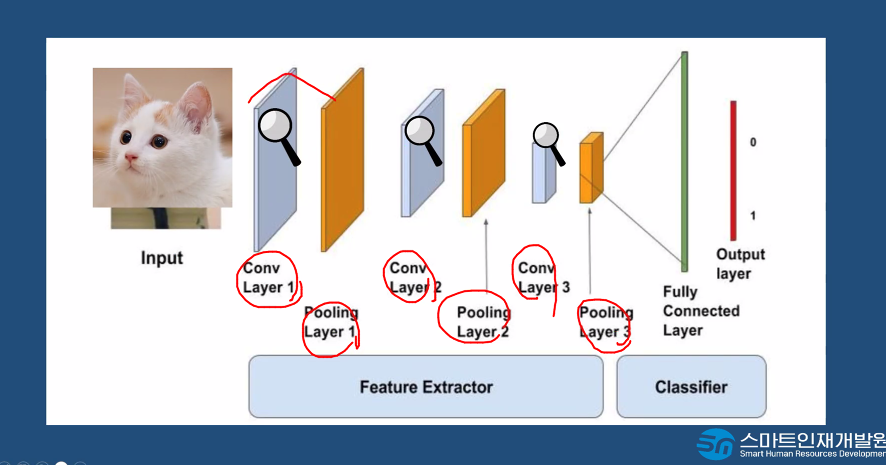 Input
Conv
Layer 1
Pooling
Layer 1
Conv
Layer 2
Pooling
Layer 2
Conv
Layer 3
Pooling
Layer 3
Fully
Connected
Layer
Output
layer
0
1
Feature Extractor
Classifier
스마트인재개발원
Smart Human Resources Developmen